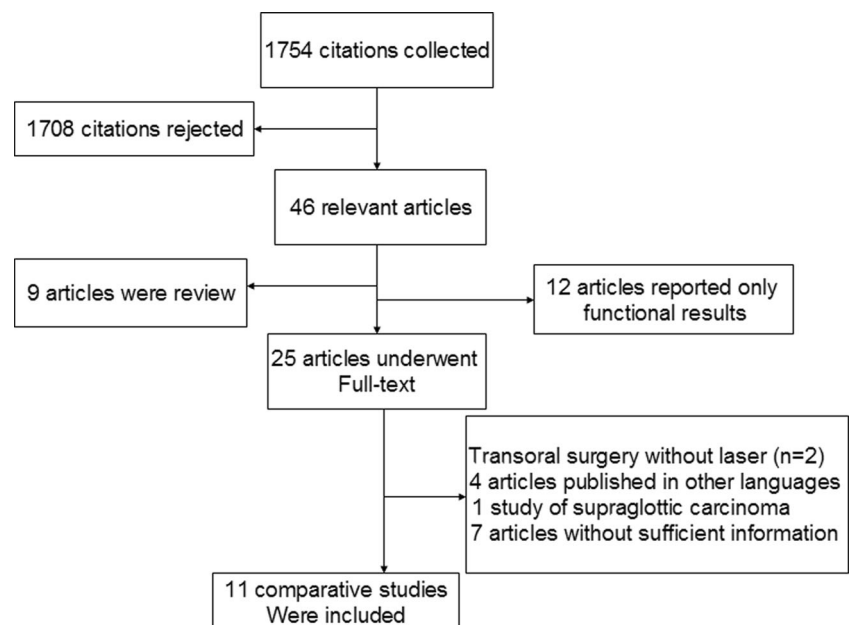 1754 citations collected
1708 citations rejected
46 relevant articles
9 articles were review
12 articles reported only
functional results
25 articles underwent
Full-text
Transoral surgery without laser (n=2)
4 articles published in other languages
1 study of supraglottic carcinoma
7 articles without sufficient information
11 comparative studies
Were included